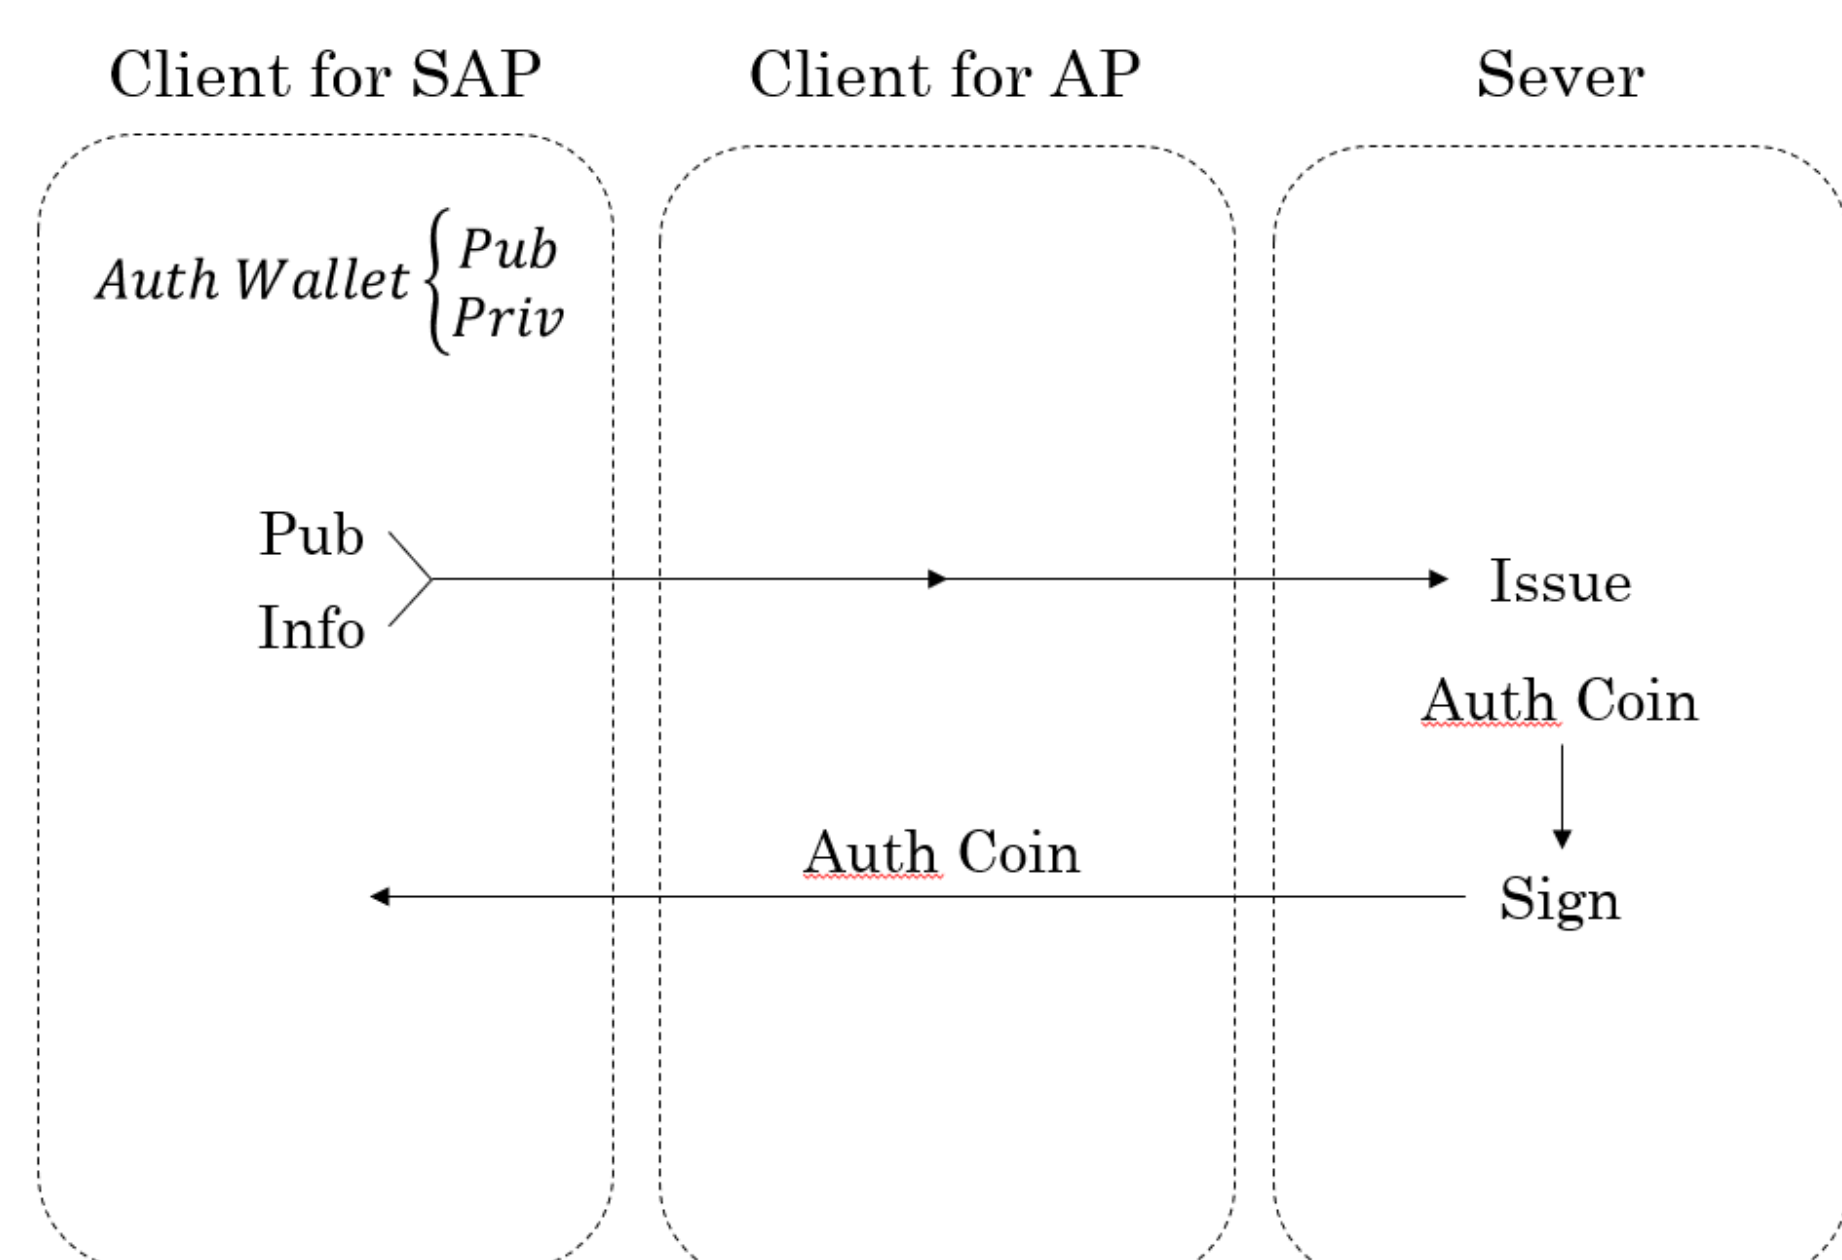 Client for SAP
Client for AP
Sever
Auth Wallet { Pub
Priv
Pub
Info
Issue
Auth Coin
Auth Coin
Sign